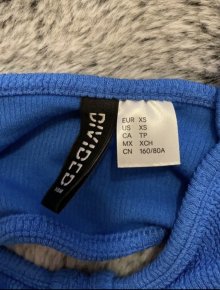 DIVIDED
EUR XS
US XS
CA TP
MX XCH
CN 160/80A